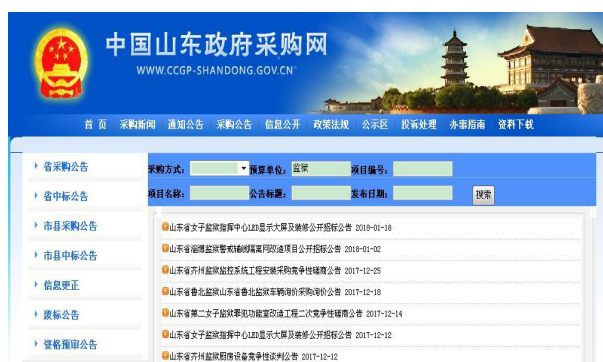 中国山东政府采购网
WWW.CCGP-SHANDONG.GOV.CN
首 页 采购新闻 通知公告 采购公告 信息公开 政策法规 公示区 投诉处理 办事指南 资料下载
省采购公告
省中标公告
市县采购公告
市县中标公告
信息更正
废标公告
资格预审公告
采购方式: 预算单位: 监狱 项目编号:
项目名称: 公告标题: 发布日期: 搜索
山东省女子监狱指挥中心LED显示大屏及装修公开招标公告 2018-01-18
山东省淄博监狱警戒辅线隔离网改造项目公开招标公告 2018-01-02
山东省齐州监狱监控系统工程安装采购竞争性磋商公告 2017-12-25
山东省鲁北监狱山东省鲁北监狱车辆询价采购询价公告 2017-12-18
山东省第二女子监狱罪犯功能室改造工程二次竞争性磋商公告 2017-12-14
山东省女子监狱指挥中心LED显示大屏及装修公开招标公告 2017-12-12
山东省齐州监狱厨房设备竞争性谈判公告 2017-12-12